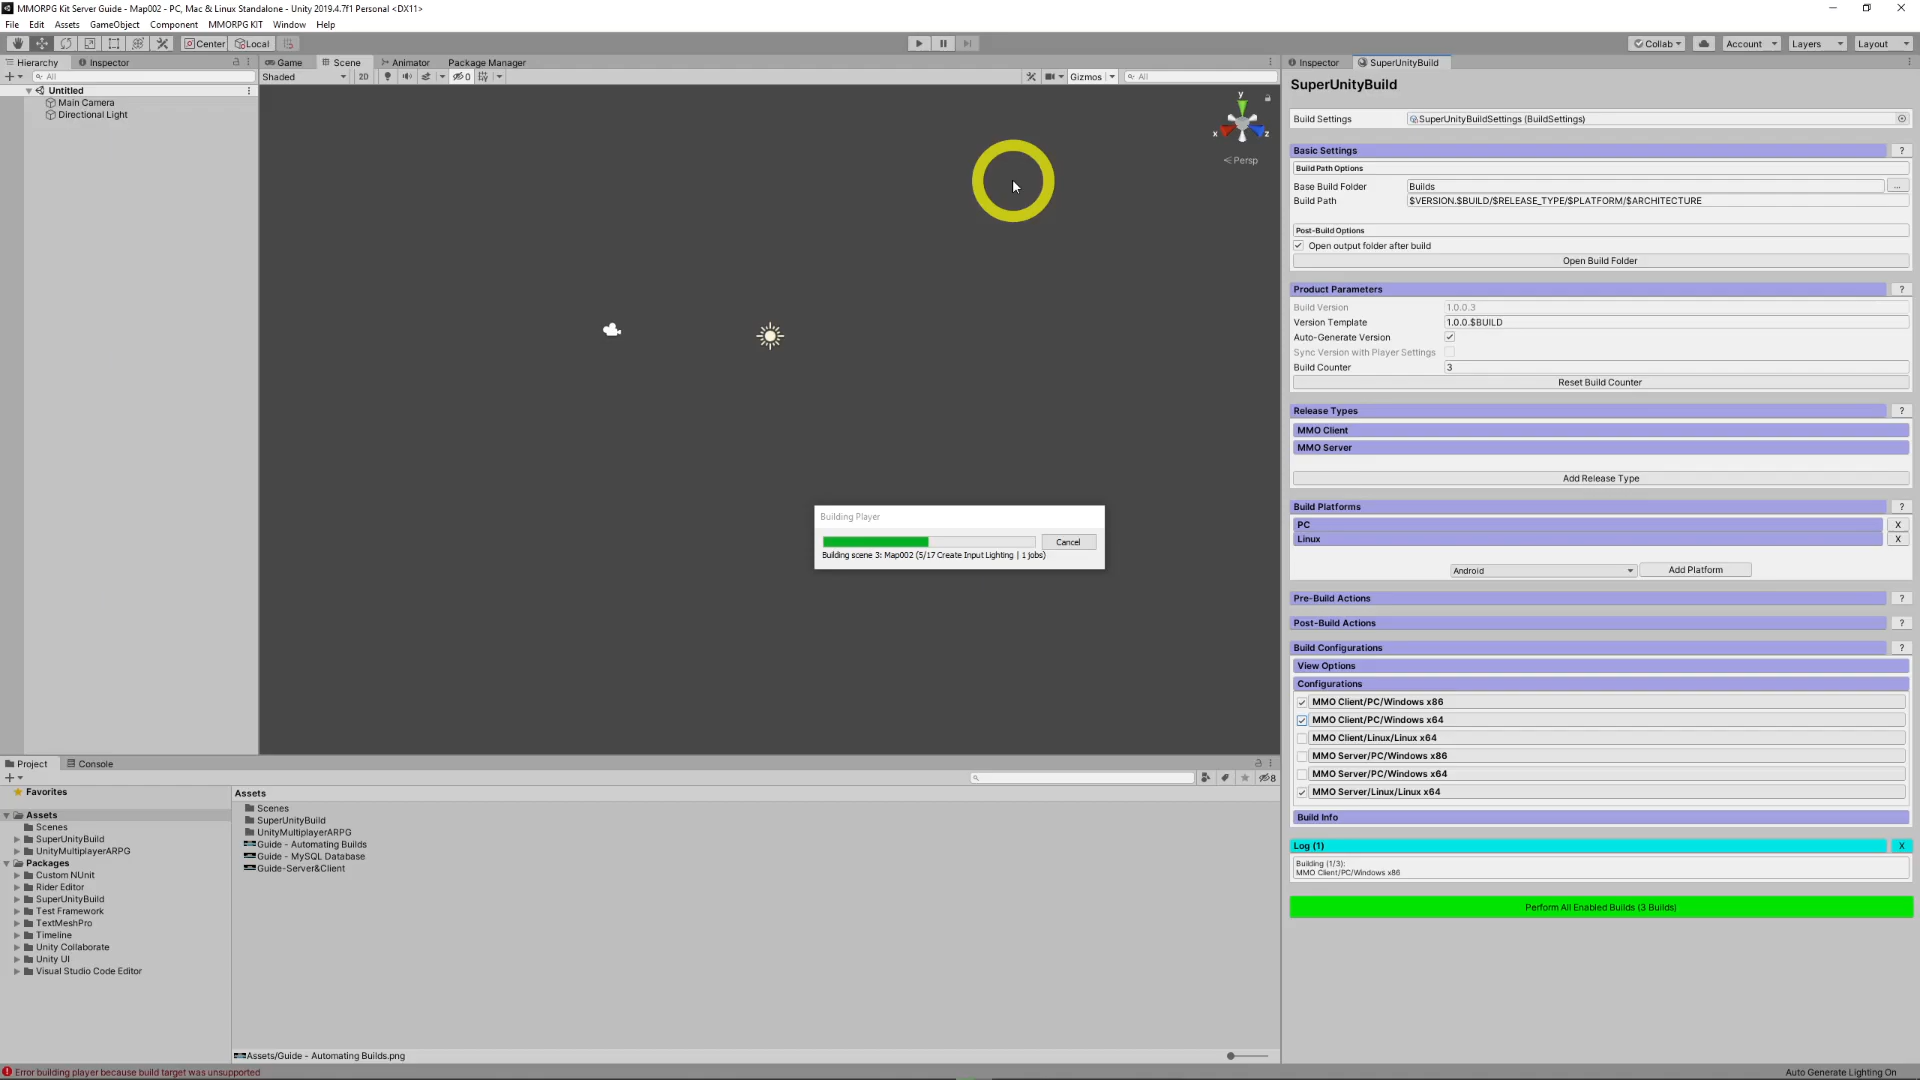 MMORPG Kit Server Guide - Map002 - PC, Mac & Linux Standalone - Unity 2019.4.7f1 Personal <DX11>
File Edit Assets GameObject Component MMORPG KIT Window Help
Center Local Collab Account Layers Layout
Hierarchy Inspector Game Scene Animator Package Manager Inspector SuperUnityBuild
All Shaded 2D 0 Gizmos All
Untitled
Main Camera
Directional Light
y
x z
Persp
SuperUnityBuild
Build Settings SuperUnityBuildSettings (BuildSettings)
Basic Settings ?
Build Path Options
Base Build Folder Builds ...
Build Path $VERSION.$BUILD/$RELEASE_TYPE/$PLATFORM/$ARCHITECTURE
Post-Build Options
Open output folder after build
Open Build Folder
Product Parameters ?
Build Version 1.0.0.3
Version Template 1.0.0.$BUILD
Auto-Generate Version
Sync Version with Player Settings
Build Counter 3
Reset Build Counter
Release Types ?
MMO Client
MMO Server
Add Release Type
Build Platforms ?
PC X
Linux X
Android Add Platform
Pre-Build Actions ?
Post-Build Actions ?
Build Configurations ?
View Options
Configurations
MMO Client/PC/Windows x86
MMO Client/PC/Windows x64
MMO Client/Linux/Linux x64
MMO Server/PC/Windows x86
MMO Server/PC/Windows x64
MMO Server/Linux/Linux x64
Build Info
Log (1) X
Building (1/3):
MMO Client/PC/Windows x86
Perform All Enabled Builds (3 Builds)
Building Player
Cancel
Building scene 3: Map002 (5/17 Create Input Lighting | 1 jobs)
Project Console
8
Favorites
Assets
Scenes
SuperUnityBuild
UnityMultiplayerARPG
Packages
Custom NUnit
Rider Editor
SuperUnityBuild
Test Framework
TextMeshPro
Timeline
Unity Collaborate
Unity UI
Visual Studio Code Editor
Assets
Scenes
SuperUnityBuild
UnityMultiplayerARPG
Guide - Automating Builds
Guide - MySQL Database
Guide-Server&Client
Assets/Guide - Automating Builds.png
Error building player because build target was unsupported
Auto Generate Lighting On